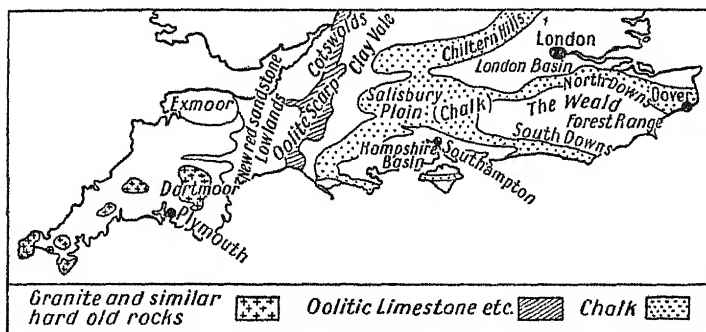 Cotswolds
Clay Vale
Chiltern Hills
London
London Basin
North Downs
Dover
Exmoor
New red sandstone
Lowlands
Oolite Scarp
Salisbury
Plain
(Chalk)
The Weald
Forest Range
South Downs
Hampshire
Basin
Southampton
Dartmoor
Plymouth
Granite and similar
hard old rocks
Oolitic Limestone etc.
Chalk